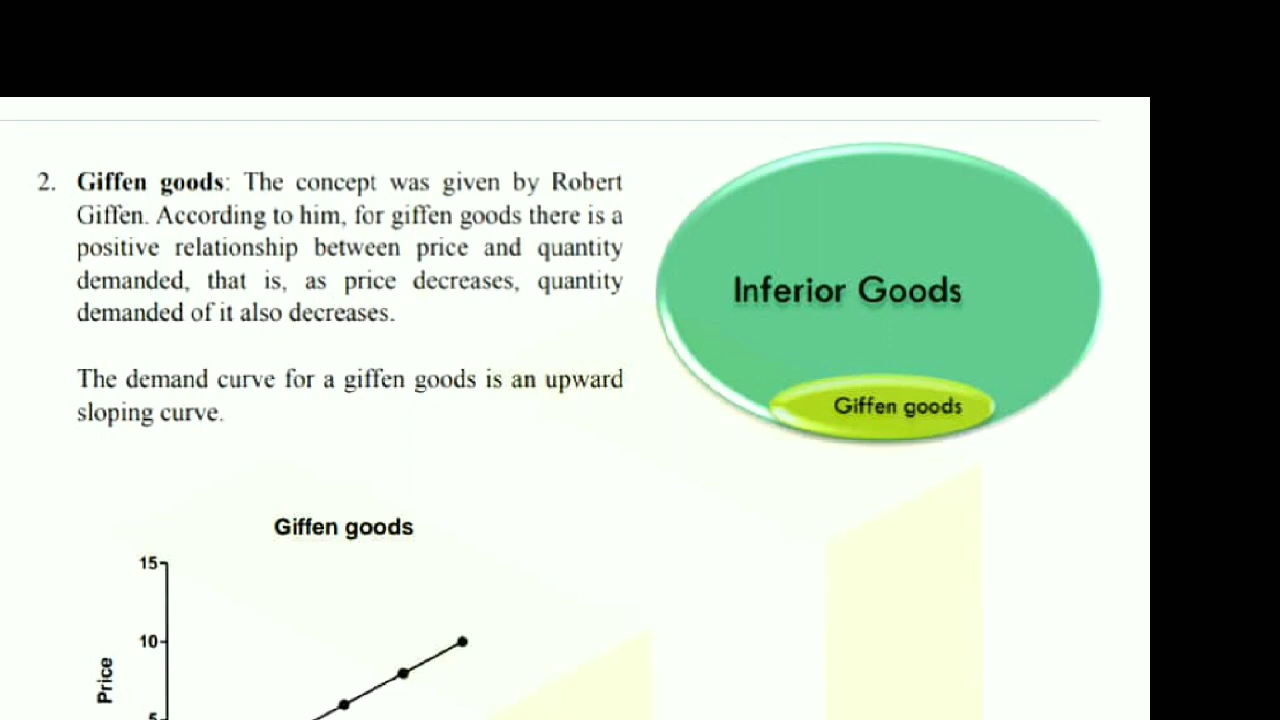 2. Giffen goods: The concept was given by Robert
Giffen. According to him, for giffen goods there is a
positive relationship between price and quantity
demanded, that is, as price decreases, quantity
demanded of it also decreases.
The demand curve for a giffen goods is an upward
sloping curve.
Inferior Goods
Giffen goods
Giffen goods
15
10
Price
5